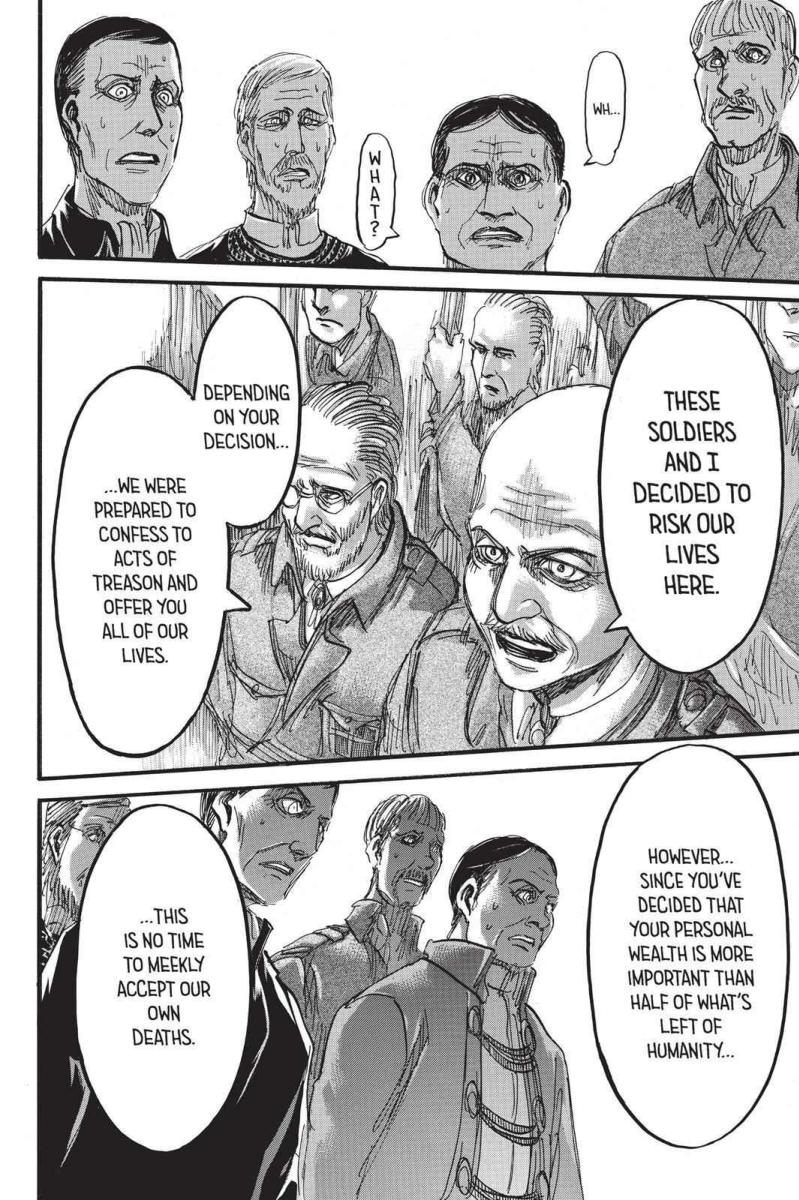 WH...
WHAT?
THESE
SOLDIERS
AND I
DECIDED TO
RISK OUR
LIVES
HERE.
DEPENDING
ON YOUR
DECISION...
...WE WERE
PREPARED TO
CONFESS TO
ACTS OF
TREASON AND
OFFER YOU
ALL OF OUR
LIVES.
HOWEVER...
SINCE YOU'VE
DECIDED THAT
YOUR PERSONAL
WEALTH IS MORE
IMPORTANT THAN
HALF OF WHAT'S
LEFT OF
HUMANITY...
...THIS
IS NO TIME
TO MEEKLY
ACCEPT OUR
OWN
DEATHS.